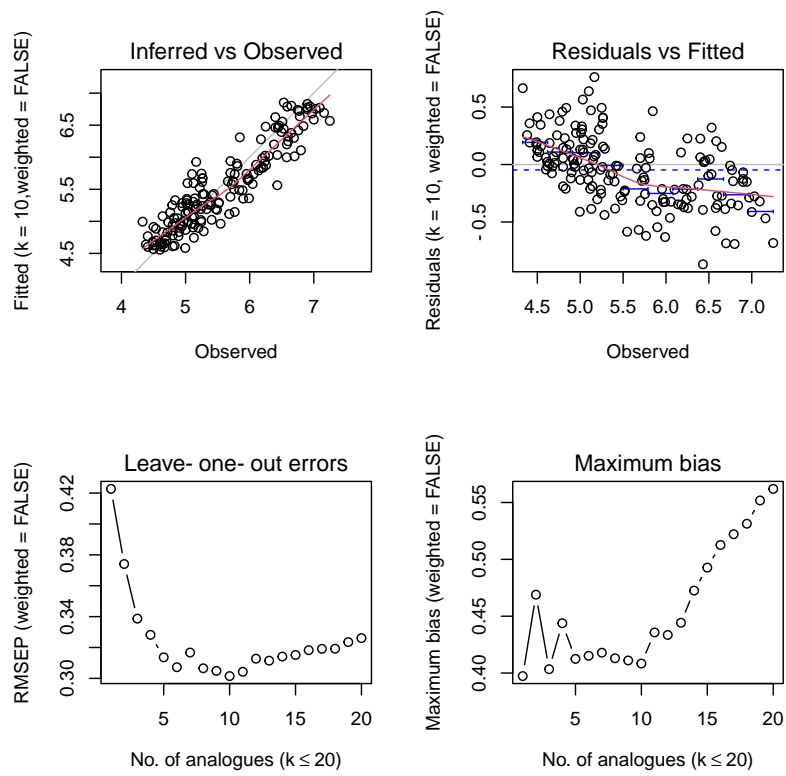 Inferred vs Observed
Fitted (k = 10,weighted = FALSE)
4.5
5.5
6.5
4
5
6
7
Observed
Residuals vs Fitted
Residuals (k = 10, weighted = FALSE)
- 0.5
0.0
0.5
4.5
5.0
5.5
6.0
6.5
7.0
Observed
Leave- one- out errors
RMSEP (weighted = FALSE)
0.30
0.34
0.38
0.42
5
10
15
20
No. of analogues (k ≤ 20)
Maximum bias
Maximum bias (weighted = FALSE)
0.40
0.45
0.50
0.55
5
10
15
20
No. of analogues (k ≤ 20)